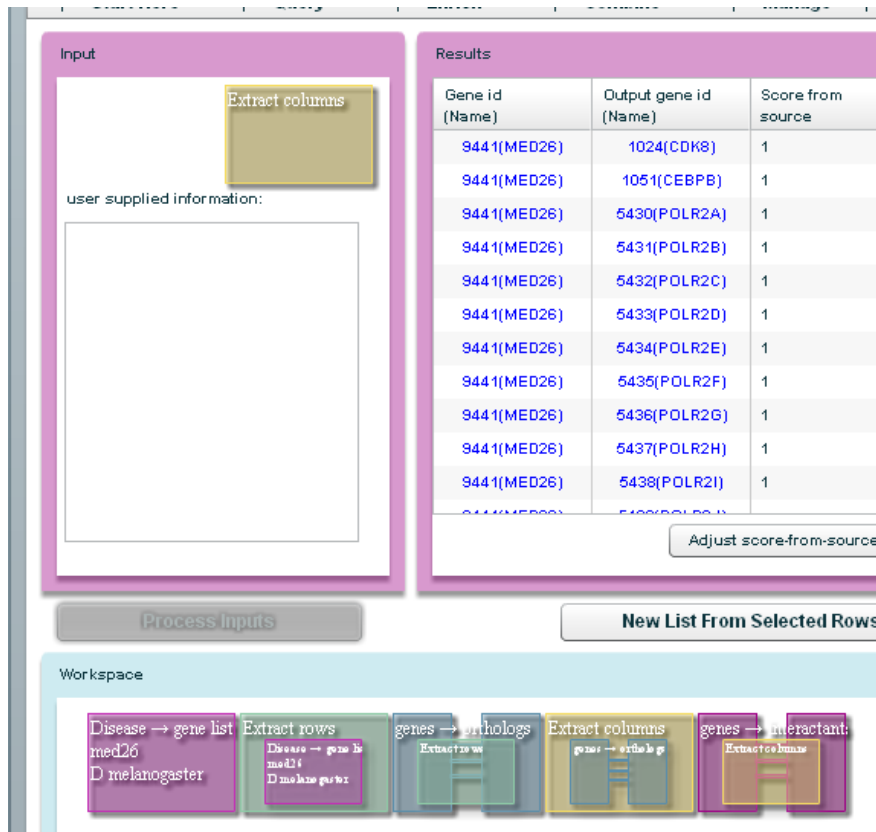 Input
Extract columns
user supplied information:
Process Inputs
Results
Gene id (Name) Output gene id (Name) Score from source
9441(MED26) 1024(CDK8) 1
9441(MED26) 1051(CEBPB) 1
9441(MED26) 5430(POLR2A) 1
9441(MED26) 5431(POLR2B) 1
9441(MED26) 5432(POLR2C) 1
9441(MED26) 5433(POLR2D) 1
9441(MED26) 5434(POLR2E) 1
9441(MED26) 5435(POLR2F) 1
9441(MED26) 5436(POLR2G) 1
9441(MED26) 5437(POLR2H) 1
9441(MED26) 5438(POLR2I) 1
Adjust score-from-source
New List From Selected Rows
Workspace
Disease → gene list
med26
D melanogaster
Extract rows
Disease → gene lis
med26
D melanogaster
genes → orthologs
Extract rows
Extract columns
genes → orthologs
genes → interactants
Extract columns